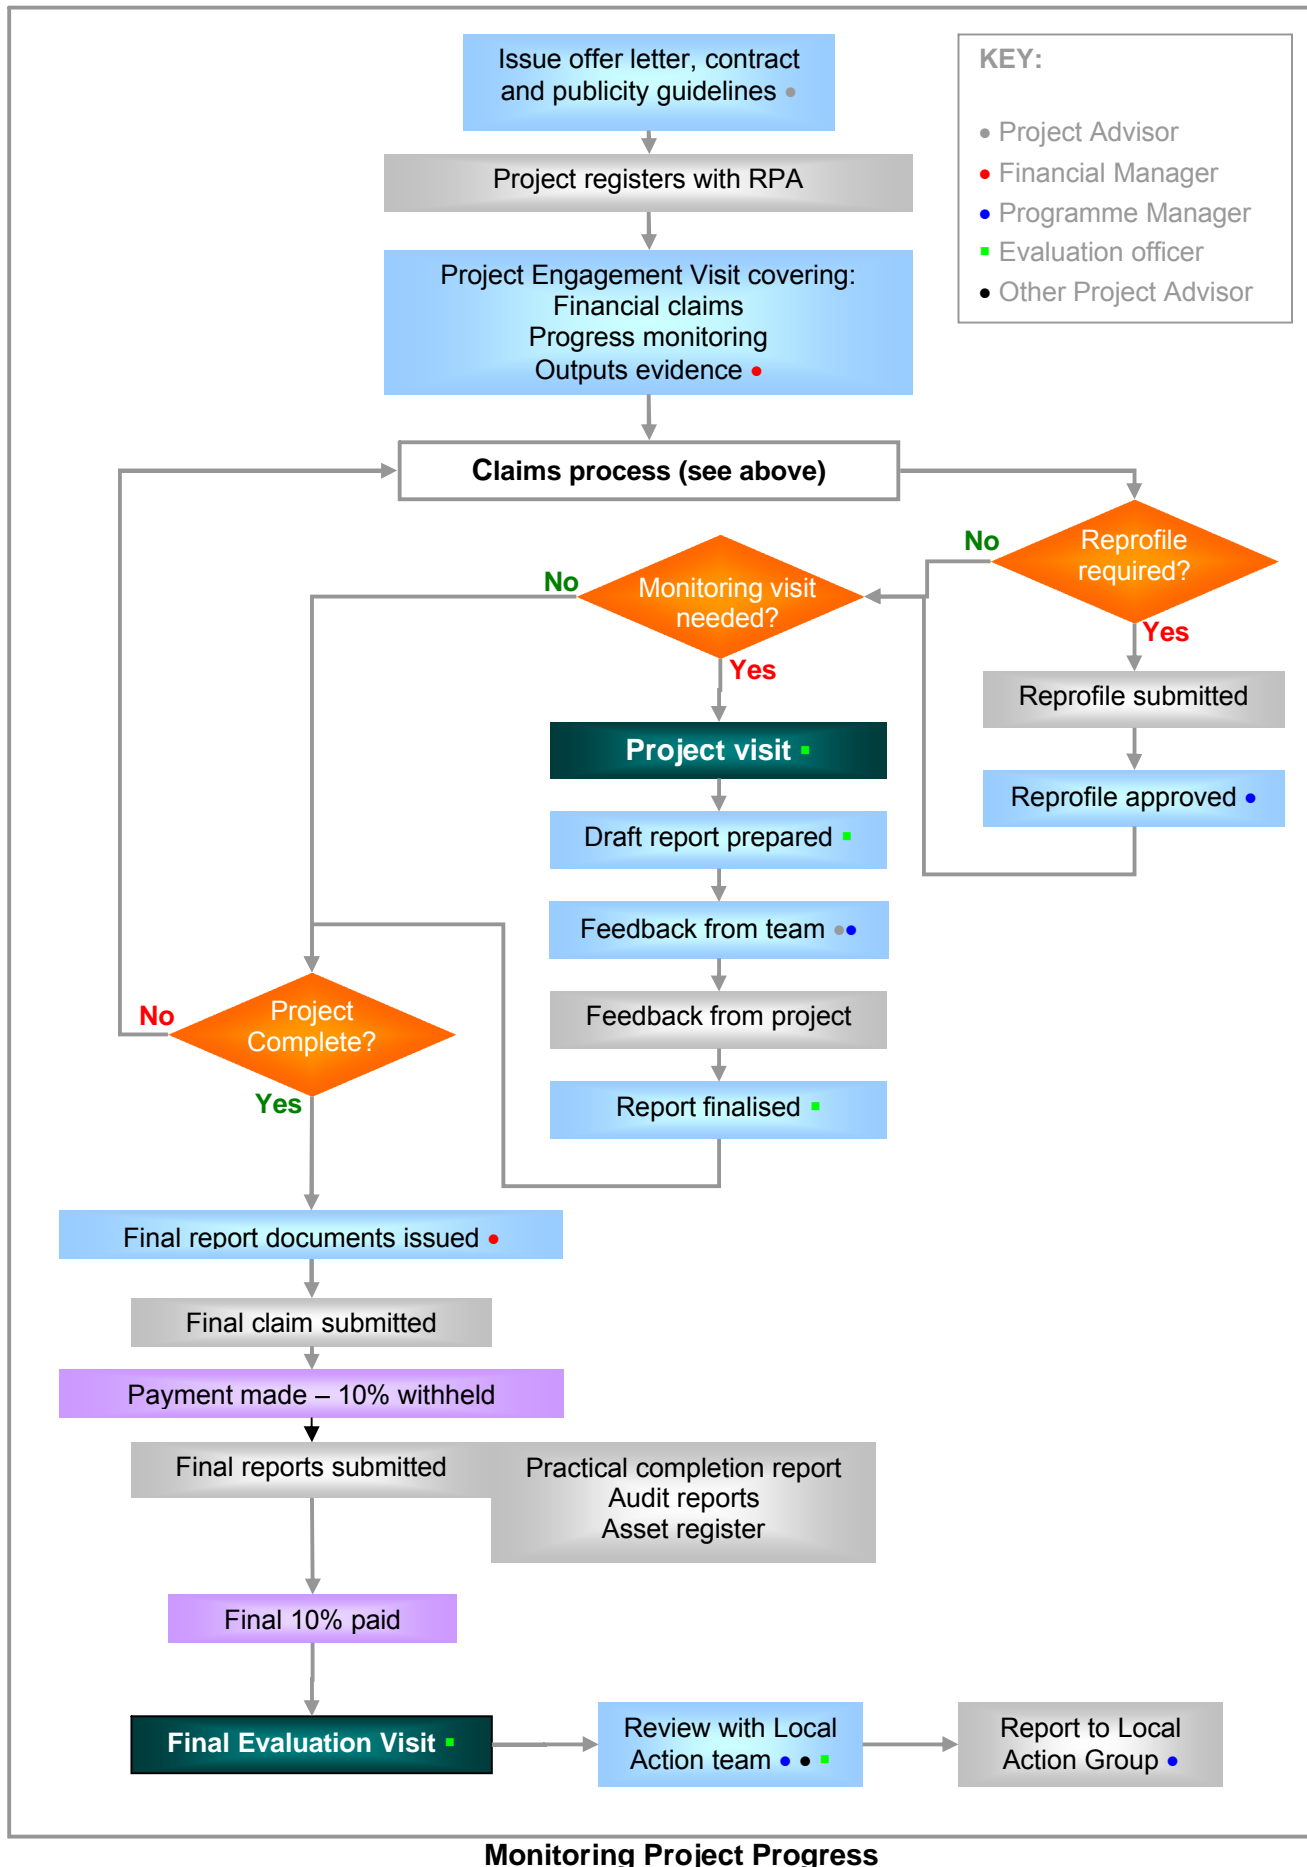 Issue offer letter, contract
and publicity guidelines
KEY:
Project Advisor
Financial Manager
Programme Manager
Evaluation officer
Other Project Advisor
Project registers with RPA
Project Engagement Visit covering:
Financial claims
Progress monitoring
Outputs evidence
Claims process (see above)
Reprofile
required?
No
Yes
Reprofile submitted
Reprofile approved
Monitoring visit
needed?
No
Yes
Project visit
Draft report prepared
Feedback from team
Feedback from project
Report finalised
Project
Complete?
No
Yes
Final report documents issued
Final claim submitted
Payment made – 10% withheld
Final reports submitted
Practical completion report
Audit reports
Asset register
Final 10% paid
Final Evaluation Visit
Review with Local
Action team
Report to Local
Action Group
Monitoring Project Progress